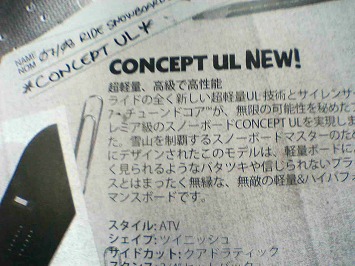 NAME
NOM
07/08 RIDE SNOWBOARD
*CONCEPT UL*
CONCEPT UL NEW!
超軽量、高級で高性能
ライドの全く新しい超軽量UL技術とサイレンサー
7・チューンドコア™が、無限の可能性を秘めた
レミア級のスノーボードCONCEPT ULを実現しま
た。雪山を制覇するスノーボードマスターのため
にデザインされたこのモデルは、軽量ボードに
く見られるようなバタツキや信じられないプラ
スとはまったく無縁な、無敵の軽量&ハイパフォ
マンスボードです。
スタイル: ATV
シェイプ: ツイニッシュ
サイドカット: クアドラティック